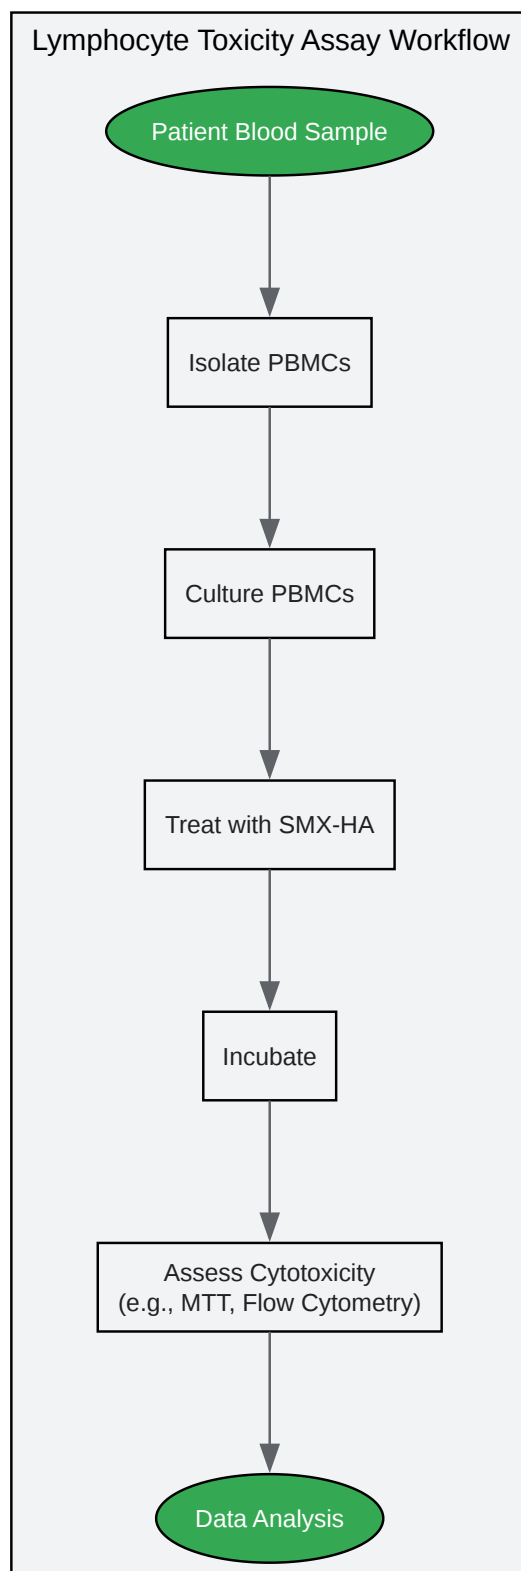 Lymphocyte Toxicity Assay Workflow
Patient Blood Sample
Isolate PBMCs
Culture PBMCs
Treat with SMX-HA
Incubate
Assess Cytotoxicity
(e.g., MTT, Flow Cytometry)
Data Analysis